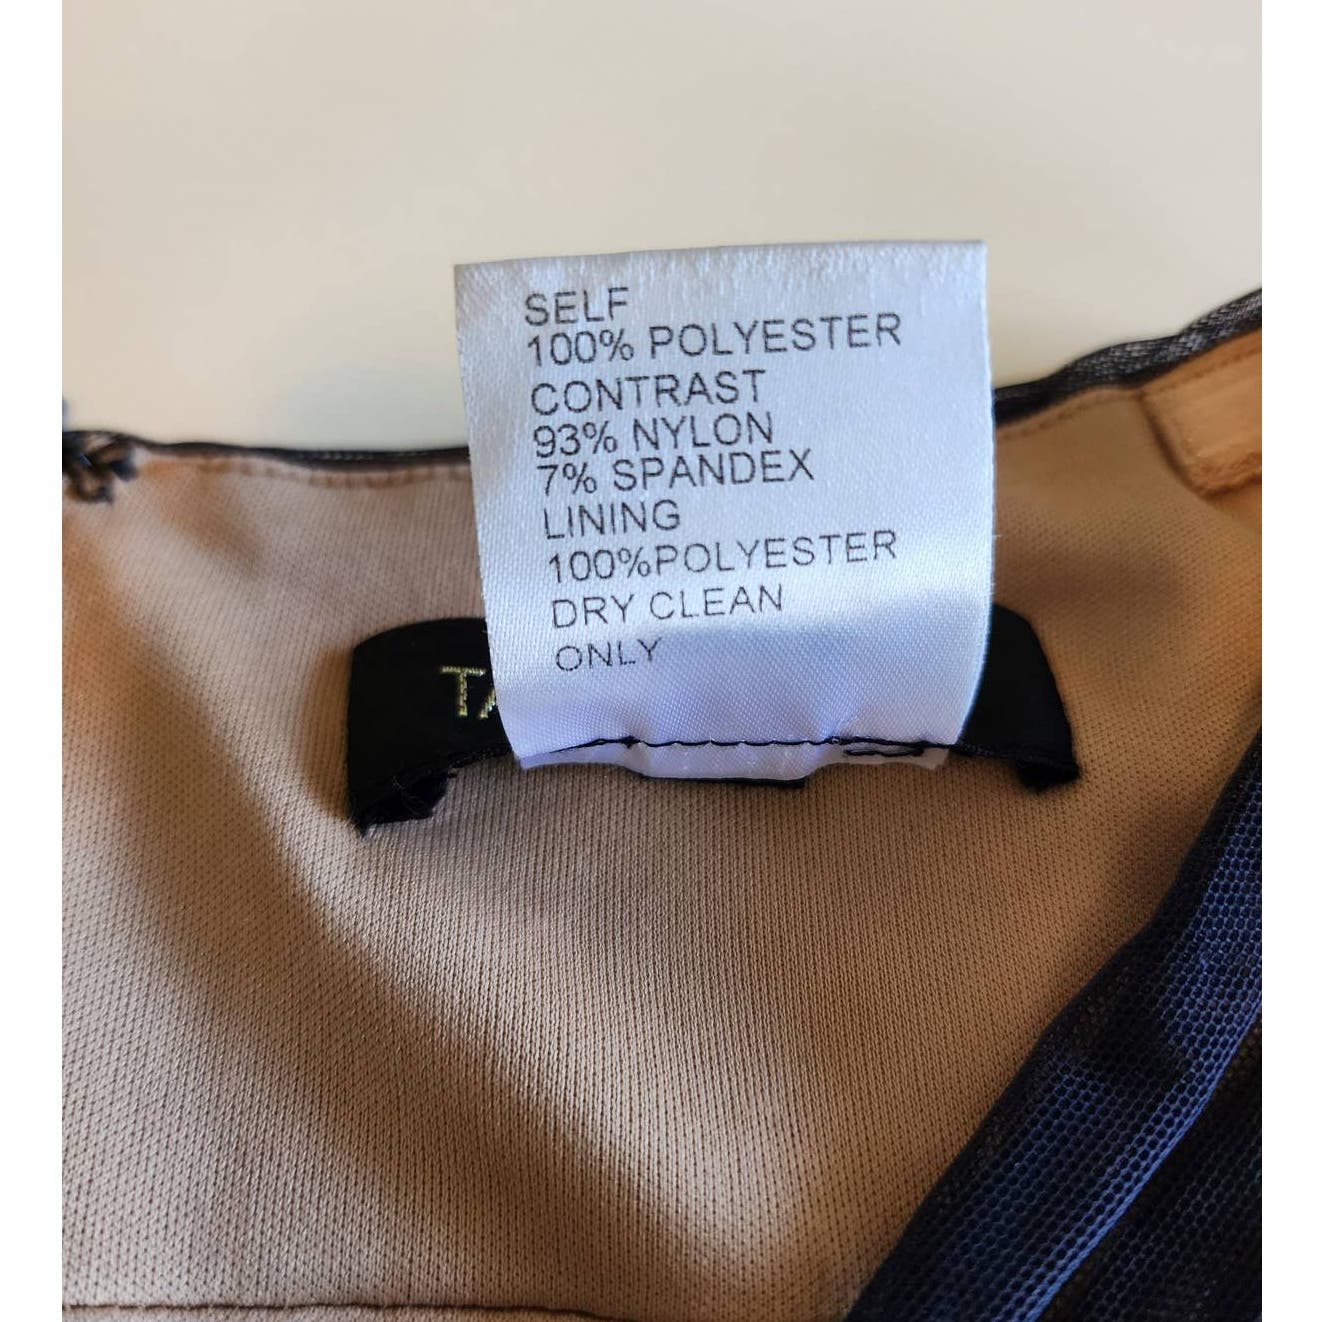 SELF
100% POLYESTER
CONTRAST
93% NYLON
7% SPANDEX
LINING
100%POLYESTER
DRY CLEAN
ONLY